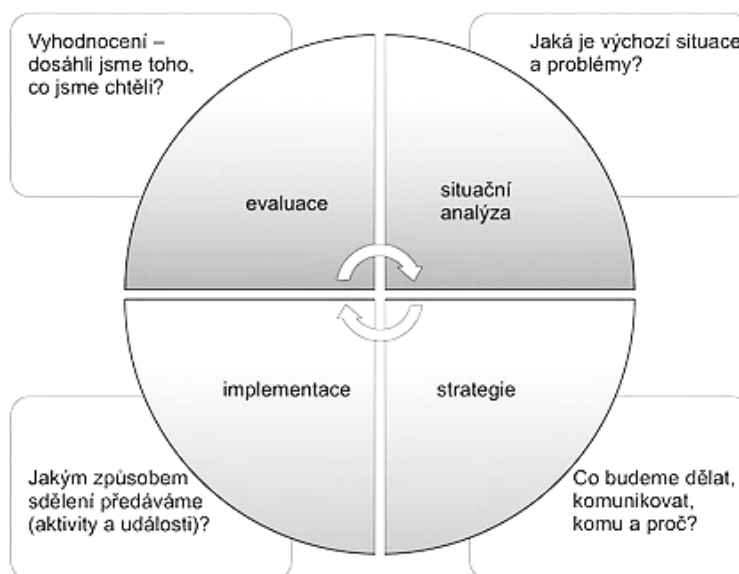 Vyhodnocení –
dosáhli jsme toho,
co jsme chtěli?
Jaká je výchozí situace
a problémy?
evaluace
situační
analýza
implementace
strategie
Jakým způsobem
sdělení předáváme
(aktivity a události)?
Co budeme dělat,
komunikovat,
komu a proč?